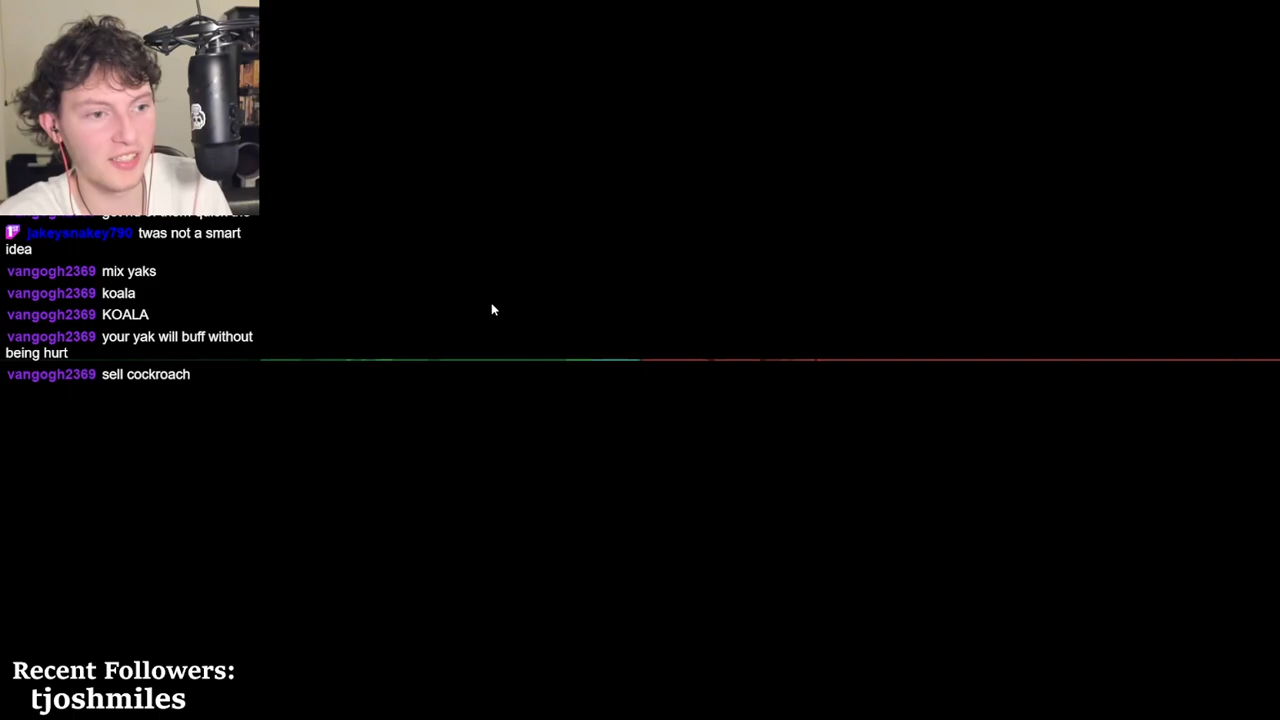 jakeysnakey790 twas not a smart
idea
vangogh2369 mix yaks
vangogh2369 koala
vangogh2369 KOALA
vangogh2369 your yak will buff without
being hurt
vangogh2369 sell cockroach
Recent Followers:
tjoshmiles